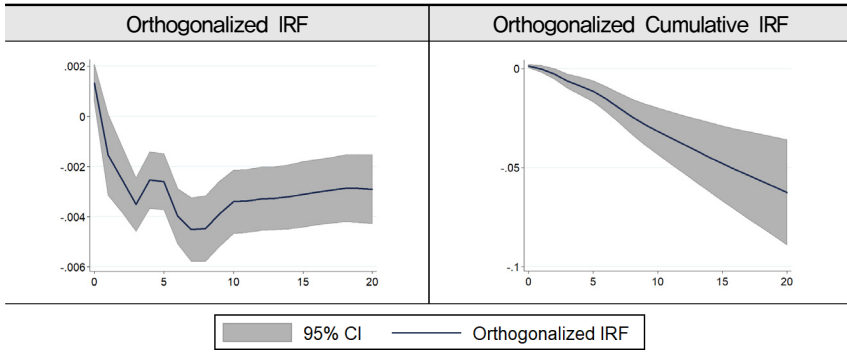 Orthogonalized IRF
Orthogonalized Cumulative IRF
.002
0
-.002
-.004
-.006
0 5 10 15 20
0
-.05
-.1
0 5 10 15 20
95% CI
Orthogonalized IRF